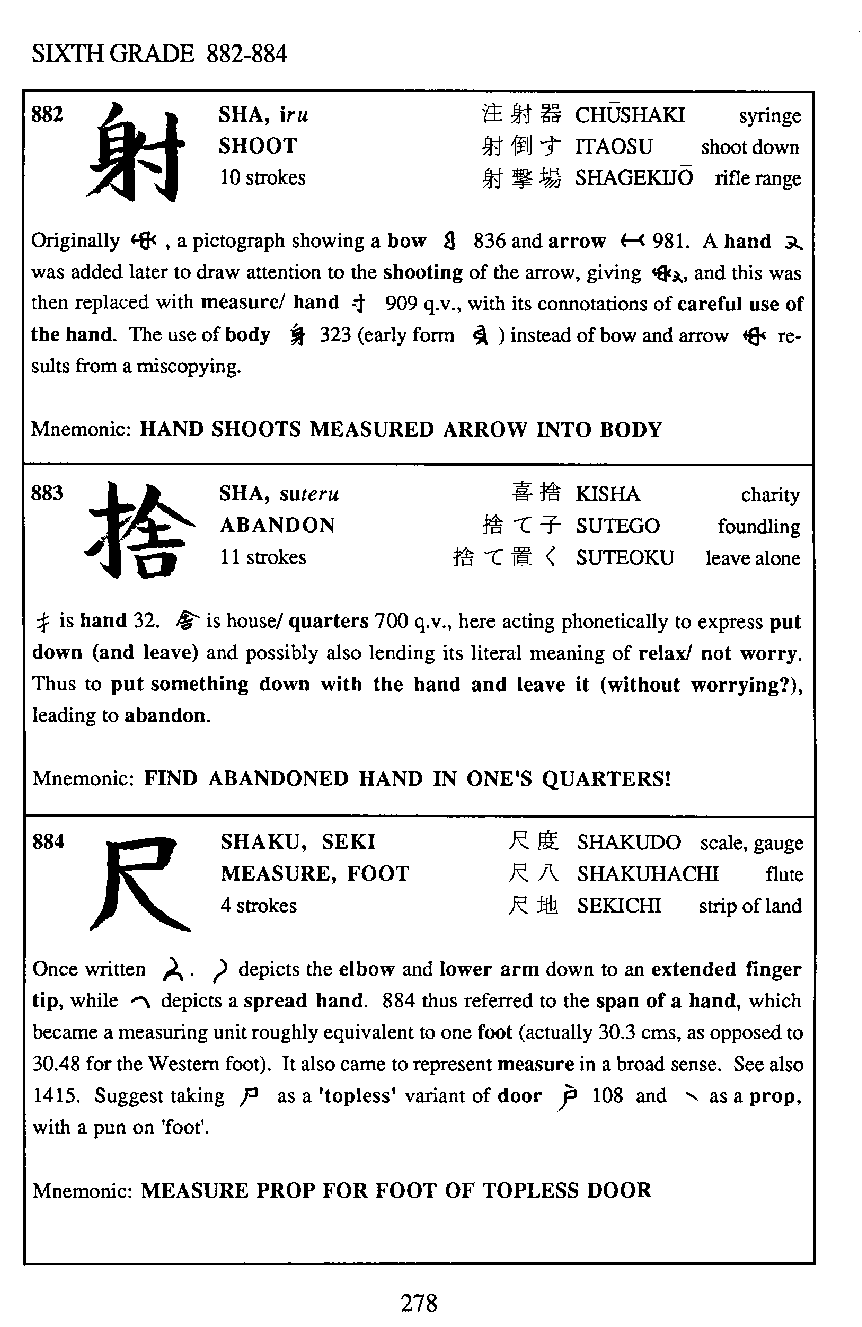 SIXTH GRADE 882-884
882 射 SHA, iru 注射器 CHŪSHAKI syringe
SHOOT 射倒す ITAOSU shoot down
10 strokes 射撃場 SHAGEKIJŌ rifle range
Originally , a pictograph showing a bow 836 and arrow 981. A hand
was added later to draw attention to the shooting of the arrow, giving , and this was
then replaced with measure/ hand 寸 909 q.v., with its connotations of careful use of
the hand. The use of body 身 323 (early form ) instead of bow and arrow re-
sults from a miscopying.
Mnemonic: HAND SHOOTS MEASURED ARROW INTO BODY
883 捨 SHA, suteru 喜捨 KISHA charity
ABANDON 捨て子 SUTEGO foundling
11 strokes 捨て置く SUTEOKU leave alone
扌 is hand 32. 舎 is house/ quarters 700 q.v., here acting phonetically to express put
down (and leave) and possibly also lending its literal meaning of relax/ not worry.
Thus to put something down with the hand and leave it (without worrying?),
leading to abandon.
Mnemonic: FIND ABANDONED HAND IN ONE'S QUARTERS!
884 尺 SHAKU, SEKI 尺度 SHAKUDO scale, gauge
MEASURE, FOOT 尺八 SHAKUHACHI flute
4 strokes 尺地 SEKICHI strip of land
Once written . depicts the elbow and lower arm down to an extended finger
tip, while depicts a spread hand. 884 thus referred to the span of a hand, which
became a measuring unit roughly equivalent to one foot (actually 30.3 cms, as opposed to
30.48 for the Western foot). It also came to represent measure in a broad sense. See also
1415. Suggest taking 尸 as a 'topless' variant of door 戸 108 and ㇏ as a prop,
with a pun on 'foot'.
Mnemonic: MEASURE PROP FOR FOOT OF TOPLESS DOOR
278